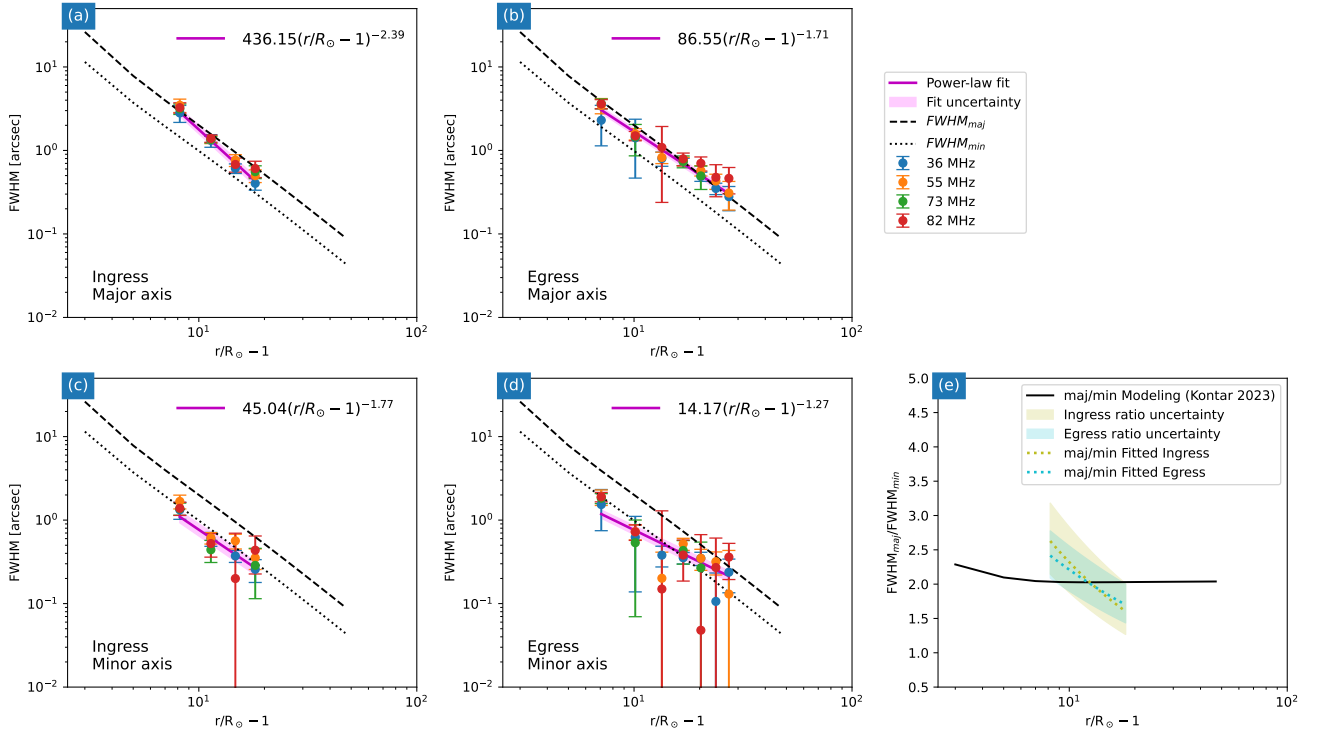 (a)
436.15(r/R⊙ − 1)^−2.39
FWHM [arcsec]
10^1
10^0
10^−1
10^−2
Ingress
Major axis
10^1
10^2
r/R⊙ − 1
(b)
86.55(r/R⊙ − 1)^−1.71
FWHM [arcsec]
10^1
10^0
10^−1
10^−2
Egress
Major axis
10^1
10^2
r/R⊙ − 1
Power-law fit
Fit uncertainty
FWHM_maj
FWHM_min
36 MHz
55 MHz
73 MHz
82 MHz
(c)
45.04(r/R⊙ − 1)^−1.77
FWHM [arcsec]
10^1
10^0
10^−1
10^−2
Ingress
Minor axis
10^1
10^2
r/R⊙ − 1
(d)
14.17(r/R⊙ − 1)^−1.27
FWHM [arcsec]
10^1
10^0
10^−1
10^−2
Egress
Minor axis
10^1
10^2
r/R⊙ − 1
(e)
maj/min Modeling (Kontar 2023)
Ingress ratio uncertainty
Egress ratio uncertainty
maj/min Fitted Ingress
maj/min Fitted Egress
FWHM_maj/FWHM_min
5.0
4.5
4.0
3.5
3.0
2.5
2.0
1.5
1.0
0.5
10^1
10^2
r/R⊙ − 1